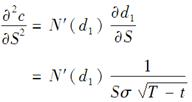 ∂²c/∂S² = N′(d₁) ∂d₁/∂S
= N′(d₁) 1/(Sσ √(T − t))